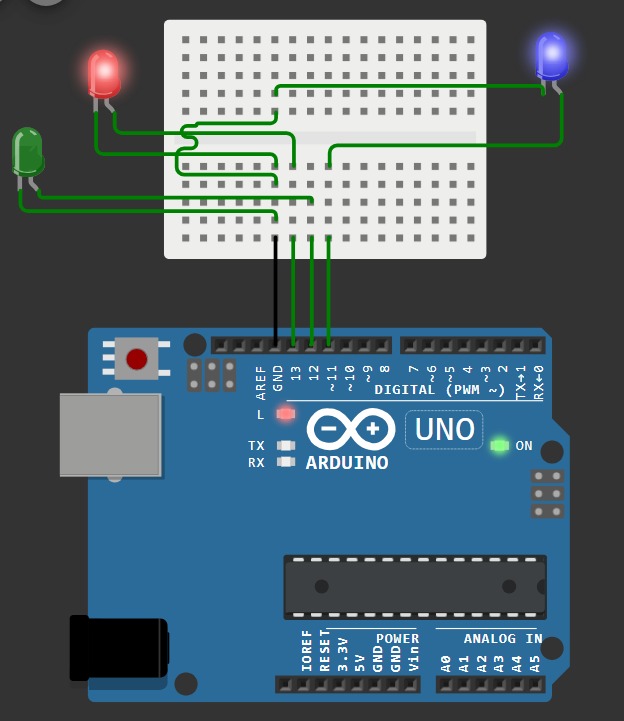 AREF
GND
13
12
~11
~10
~9
8
7
~6
~5
4
~3
2
TX→1
RX←0
DIGITAL (PWM ~)
L
TX
RX
UNO
ARDUINO
ON
IOREF
RESET
3.3V
5V
GND
GND
Vin
POWER
ANALOG IN
A0
A1
A2
A3
A4
A5